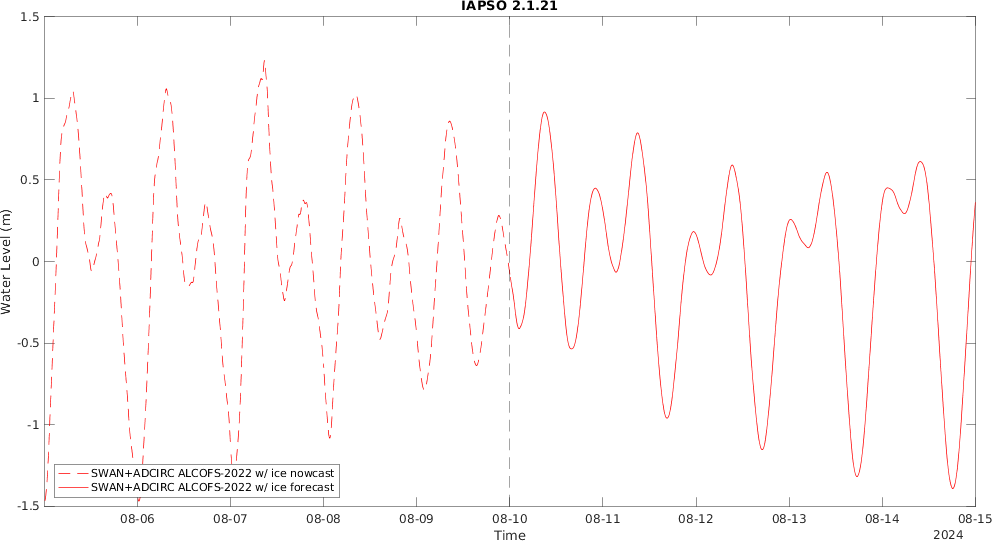 IAPSO 2.1.21
Water Level (m)
1.5
1
0.5
0
-0.5
-1
-1.5
SWAN+ADCIRC ALCOFS-2022 w/ ice nowcast
SWAN+ADCIRC ALCOFS-2022 w/ ice forecast
08-06 08-07 08-08 08-09 08-10 08-11 08-12 08-13 08-14 08-15
Time
2024